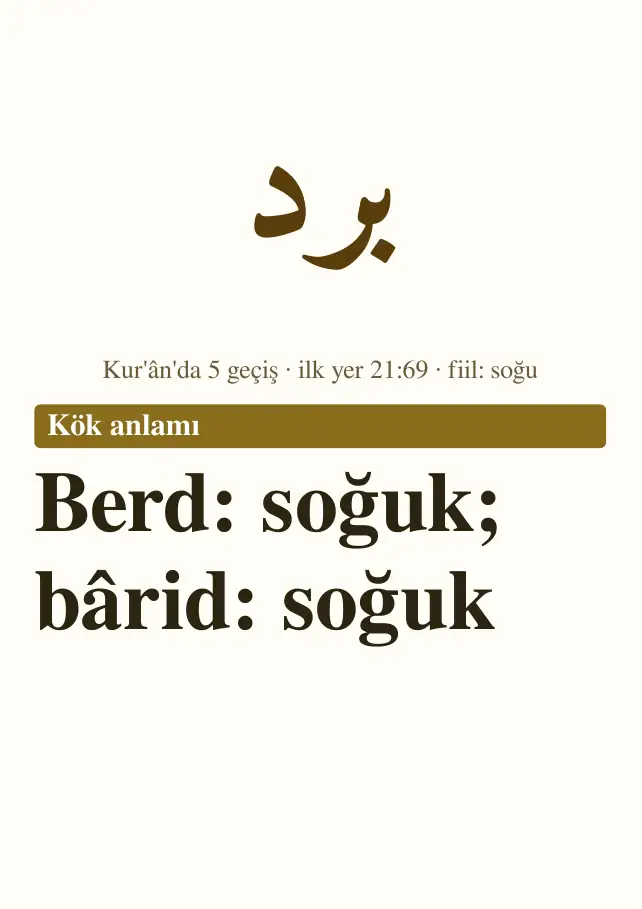 برد
Kur'ân'da 5 geçiş · ilk yer 21:69 · fiil: soğu
Kök anlamı
Berd: soğuk;
bârid: soğuk